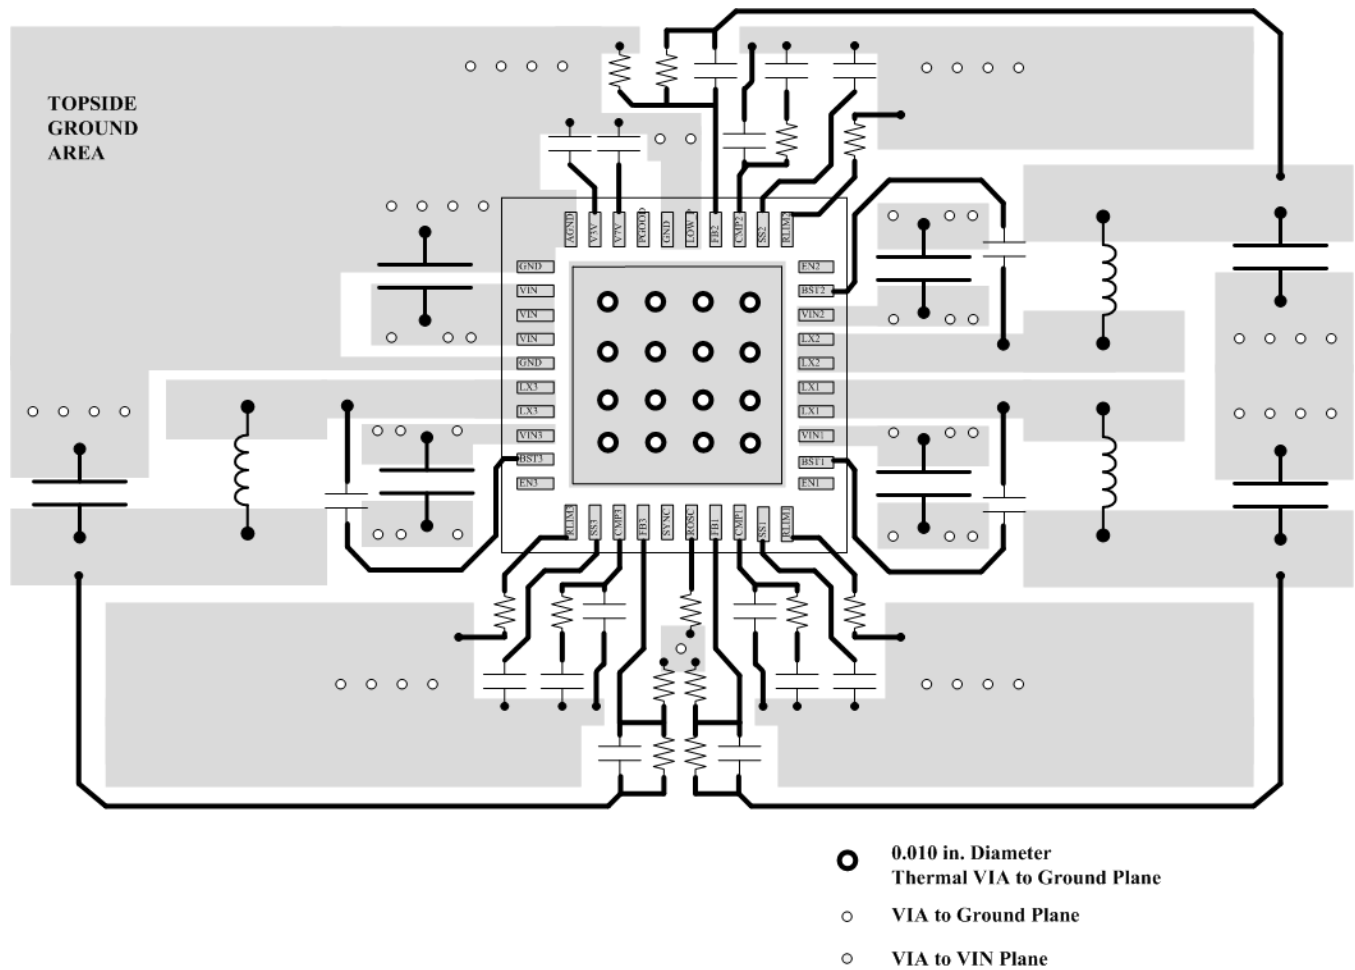 TOPSIDE
GROUND
AREA
AGND
V3V
V7V
PGOOD
GND
LOW_P
FB2
CMP2
SS2
RLIM2
GND
VIN
VIN
VIN
GND
LX3
LX3
VIN3
BST3
EN3
EN2
BST2
VIN2
LX2
LX2
LX1
LX1
VIN1
BST1
EN1
RLIM3
SS3
CMP3
FB3
SYNC
ROSC
FB1
CMP1
SS1
RLIM1
0.010 in. Diameter
Thermal VIA to Ground Plane
VIA to Ground Plane
VIA to VIN Plane